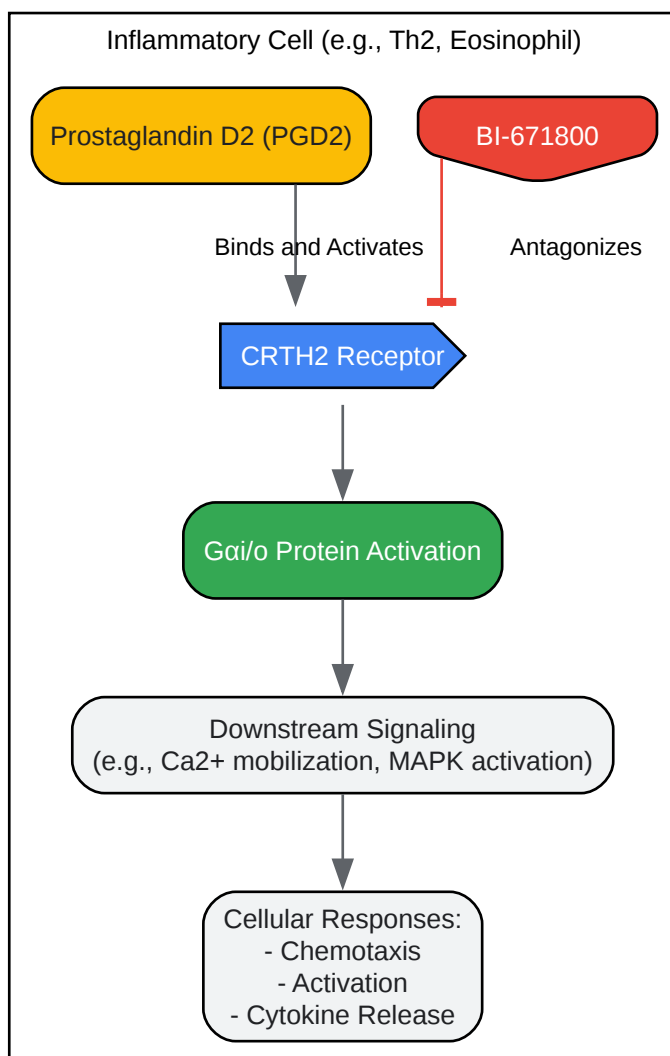 Inflammatory Cell (e.g., Th2, Eosinophil)
Prostaglandin D2 (PGD2)
BI-671800
Binds and Activates
Antagonizes
CRTH2 Receptor
Gαi/o Protein Activation
Downstream Signaling
(e.g., Ca2+ mobilization, MAPK activation)
Cellular Responses:
- Chemotaxis
- Activation
- Cytokine Release